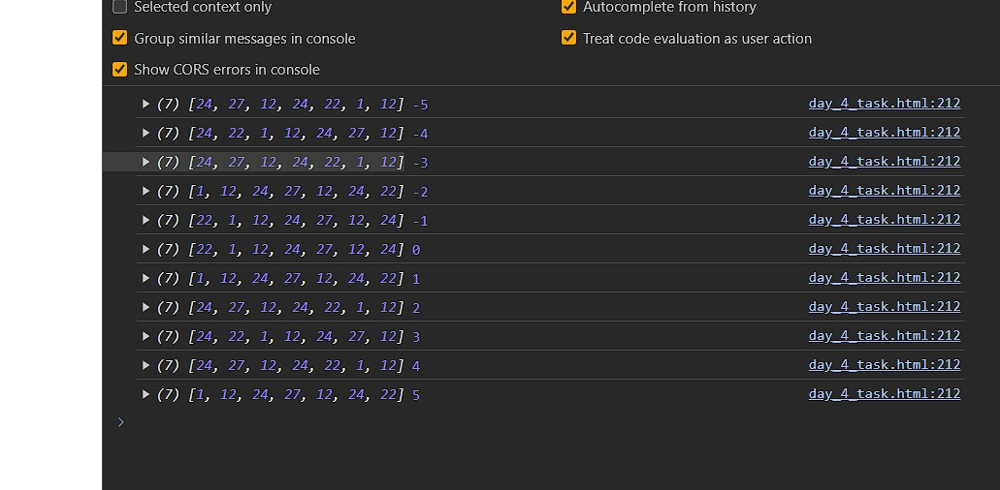 Selected context only Autocomplete from history
Group similar messages in console Treat code evaluation as user action
Show CORS errors in console
(7) [24, 27, 12, 24, 22, 1, 12] -5 day_4_task.html:212
(7) [24, 22, 1, 12, 24, 27, 12] -4 day_4_task.html:212
(7) [24, 27, 12, 24, 22, 1, 12] -3 day_4_task.html:212
(7) [1, 12, 24, 27, 12, 24, 22] -2 day_4_task.html:212
(7) [22, 1, 12, 24, 27, 12, 24] -1 day_4_task.html:212
(7) [22, 1, 12, 24, 27, 12, 24] 0 day_4_task.html:212
(7) [1, 12, 24, 27, 12, 24, 22] 1 day_4_task.html:212
(7) [24, 27, 12, 24, 22, 1, 12] 2 day_4_task.html:212
(7) [24, 22, 1, 12, 24, 27, 12] 3 day_4_task.html:212
(7) [24, 27, 12, 24, 22, 1, 12] 4 day_4_task.html:212
(7) [1, 12, 24, 27, 12, 24, 22] 5 day_4_task.html:212